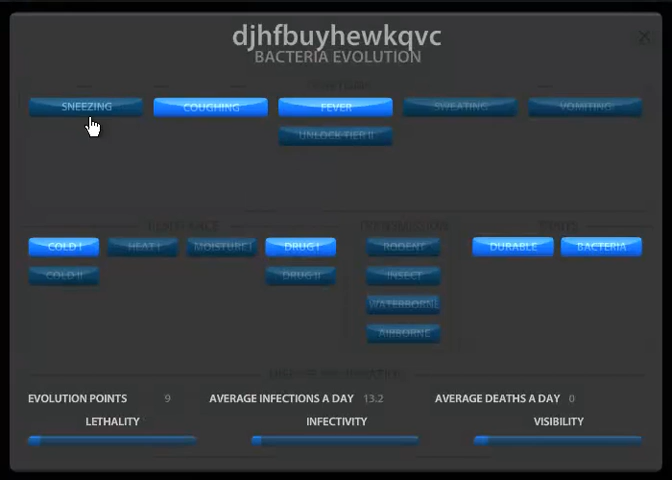 djhfbuyhewkqvc
BACTERIA EVOLUTION
SNEEZING COUGHING FEVER SWEATING VOMITING
UNLOCK TIER II
COLD I HEAT I MOISTURE I DRUG I RODENT DURABLE BACTERIA
COLD II DRUG II INSECT
WATERBORNE
AIRBORNE
EVOLUTION POINTS 9 AVERAGE INFECTIONS A DAY 13.2 AVERAGE DEATHS A DAY 0
LETHALITY INFECTIVITY VISIBILITY